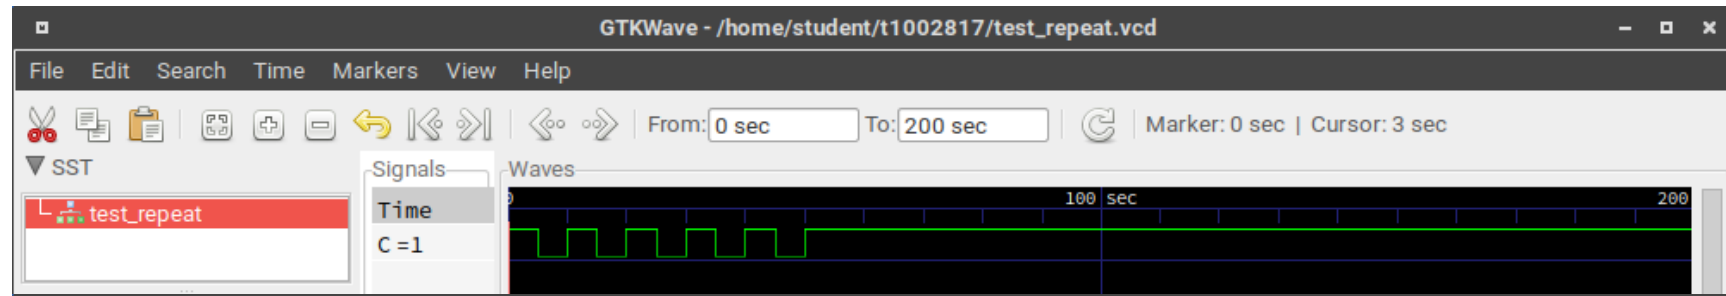 GTKWave - /home/student/t1002817/test_repeat.vcd
File Edit Search Time Markers View Help
From: 0 sec To: 200 sec Marker: 0 sec | Cursor: 3 sec
SST
test_repeat
Signals
Time
C =1
Waves
0 100 sec 200